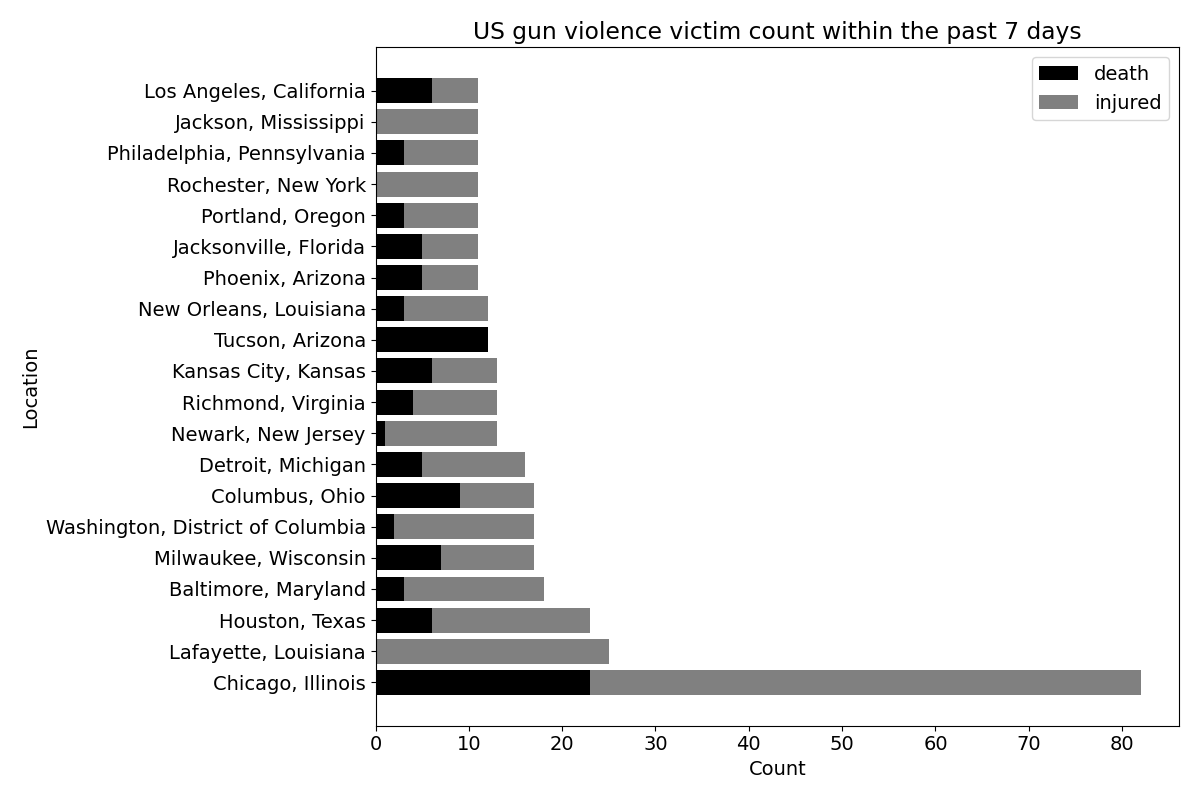 US gun violence victim count within the past 7 days
death
injured
Los Angeles, California
Jackson, Mississippi
Philadelphia, Pennsylvania
Rochester, New York
Portland, Oregon
Jacksonville, Florida
Phoenix, Arizona
New Orleans, Louisiana
Tucson, Arizona
Kansas City, Kansas
Richmond, Virginia
Newark, New Jersey
Detroit, Michigan
Columbus, Ohio
Washington, District of Columbia
Milwaukee, Wisconsin
Baltimore, Maryland
Houston, Texas
Lafayette, Louisiana
Chicago, Illinois
Location
0 10 20 30 40 50 60 70 80
Count